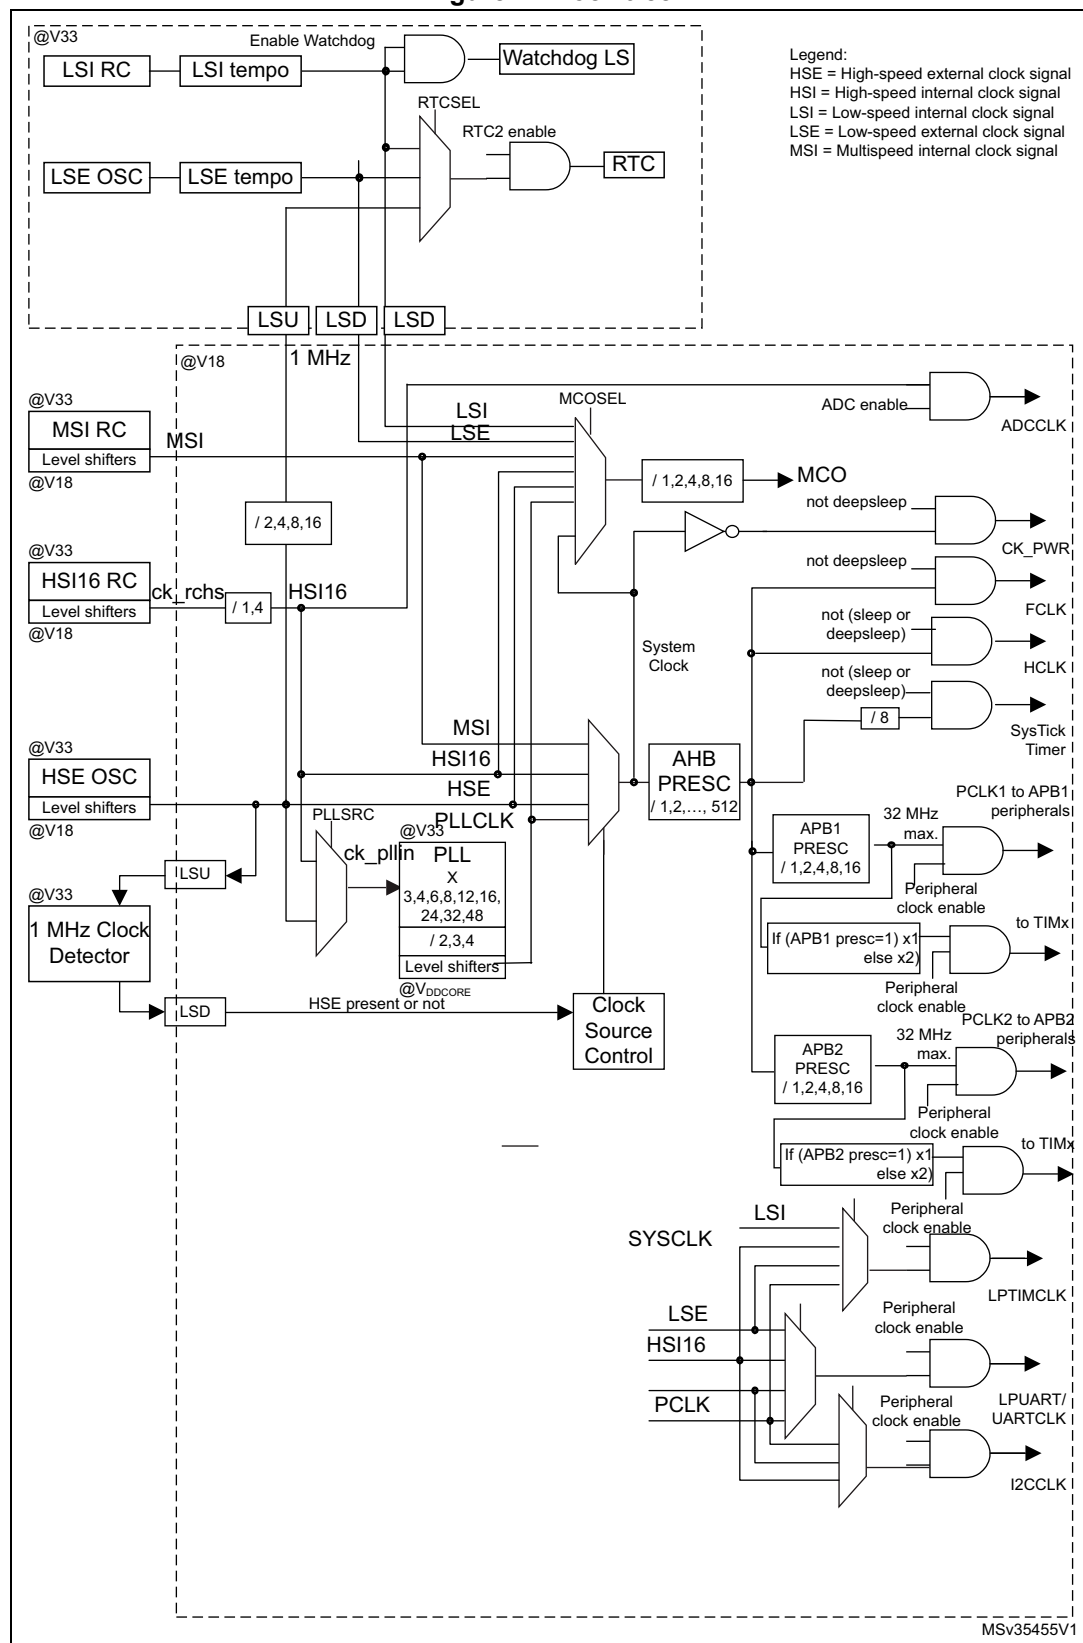 @V33
Enable Watchdog
LSI RC
LSI tempo
Watchdog LS
Legend:
HSE = High-speed external clock signal
HSI = High-speed internal clock signal
LSI = Low-speed internal clock signal
LSE = Low-speed external clock signal
MSI = Multispeed internal clock signal
RTCSEL
RTC2 enable
LSE OSC
LSE tempo
RTC
LSU
LSD
LSD
@V18
1 MHz
@V33
MSI RC
Level shifters
@V18
MSI
LSI
LSE
MCOSEL
ADC enable
ADCCLK
/ 1,2,4,8,16
MCO
/ 2,4,8,16
not deepsleep
CK_PWR
@V33
HSI16 RC
Level shifters
@V18
ck_rchs
/ 1,4
HSI16
not deepsleep
FCLK
not (sleep or
deepsleep)
HCLK
System
Clock
not (sleep or
deepsleep)
/ 8
SysTick
Timer
@V33
HSE OSC
Level shifters
@V18
MSI
HSI16
HSE
PLLCLK
AHB
PRESC
/ 1,2,…, 512
PCLK1 to APB1
peripherals
32 MHz
max.
APB1
PRESC
/ 1,2,4,8,16
Peripheral
clock enable
PLLSRC
ck_pllin
@V33
PLL
X
3,4,6,8,12,16,
24,32,48
/ 2,3,4
Level shifters
@VDDCORE
LSU
@V33
1 MHz Clock
Detector
LSD
HSE present or not
Clock
Source
Control
If (APB1 presc=1) x1
else x2)
to TIMx
Peripheral
clock enable
PCLK2 to APB2
peripherals
32 MHz
max.
APB2
PRESC
/ 1,2,4,8,16
Peripheral
clock enable
If (APB2 presc=1) x1
else x2)
to TIMx
Peripheral
clock enable
LSI
SYSCLK
LPTIMCLK
LSE
HSI16
PCLK
Peripheral
clock enable
LPUART/
UARTCLK
Peripheral
clock enable
I2CCLK
MSv35455V1